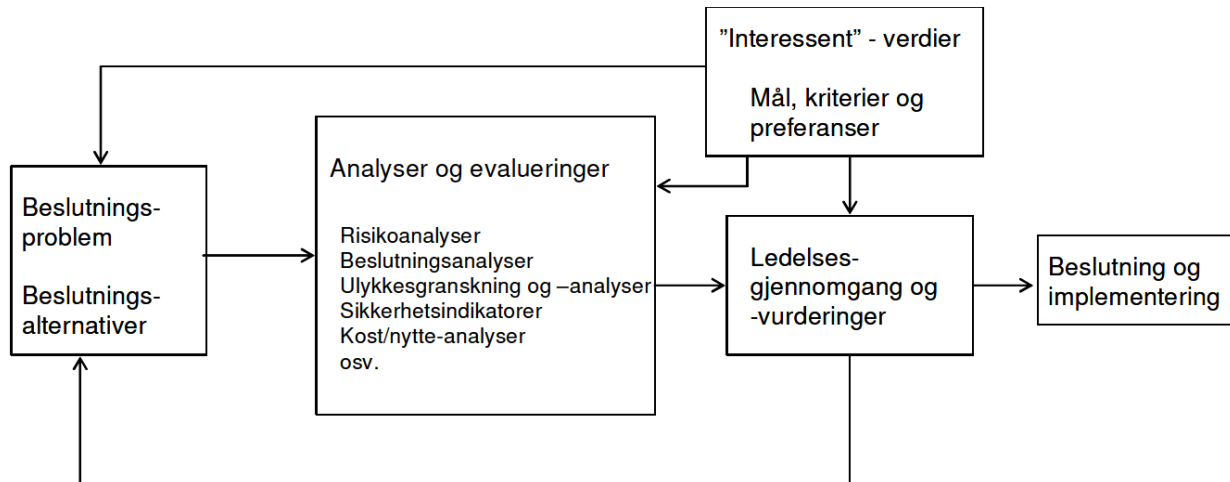 ”Interessent” - verdier
Mål, kriterier og
preferanser
Analyser og evalueringer
Risikoanalyser
Beslutningsanalyser
Ulykkesgranskning og –analyser
Sikkerhetsindikatorer
Kost/nytte-analyser
osv.
Beslutnings-
problem
Beslutnings-
alternativer
Ledelses-
gjennomgang og
-vurderinger
Beslutning og
implementering